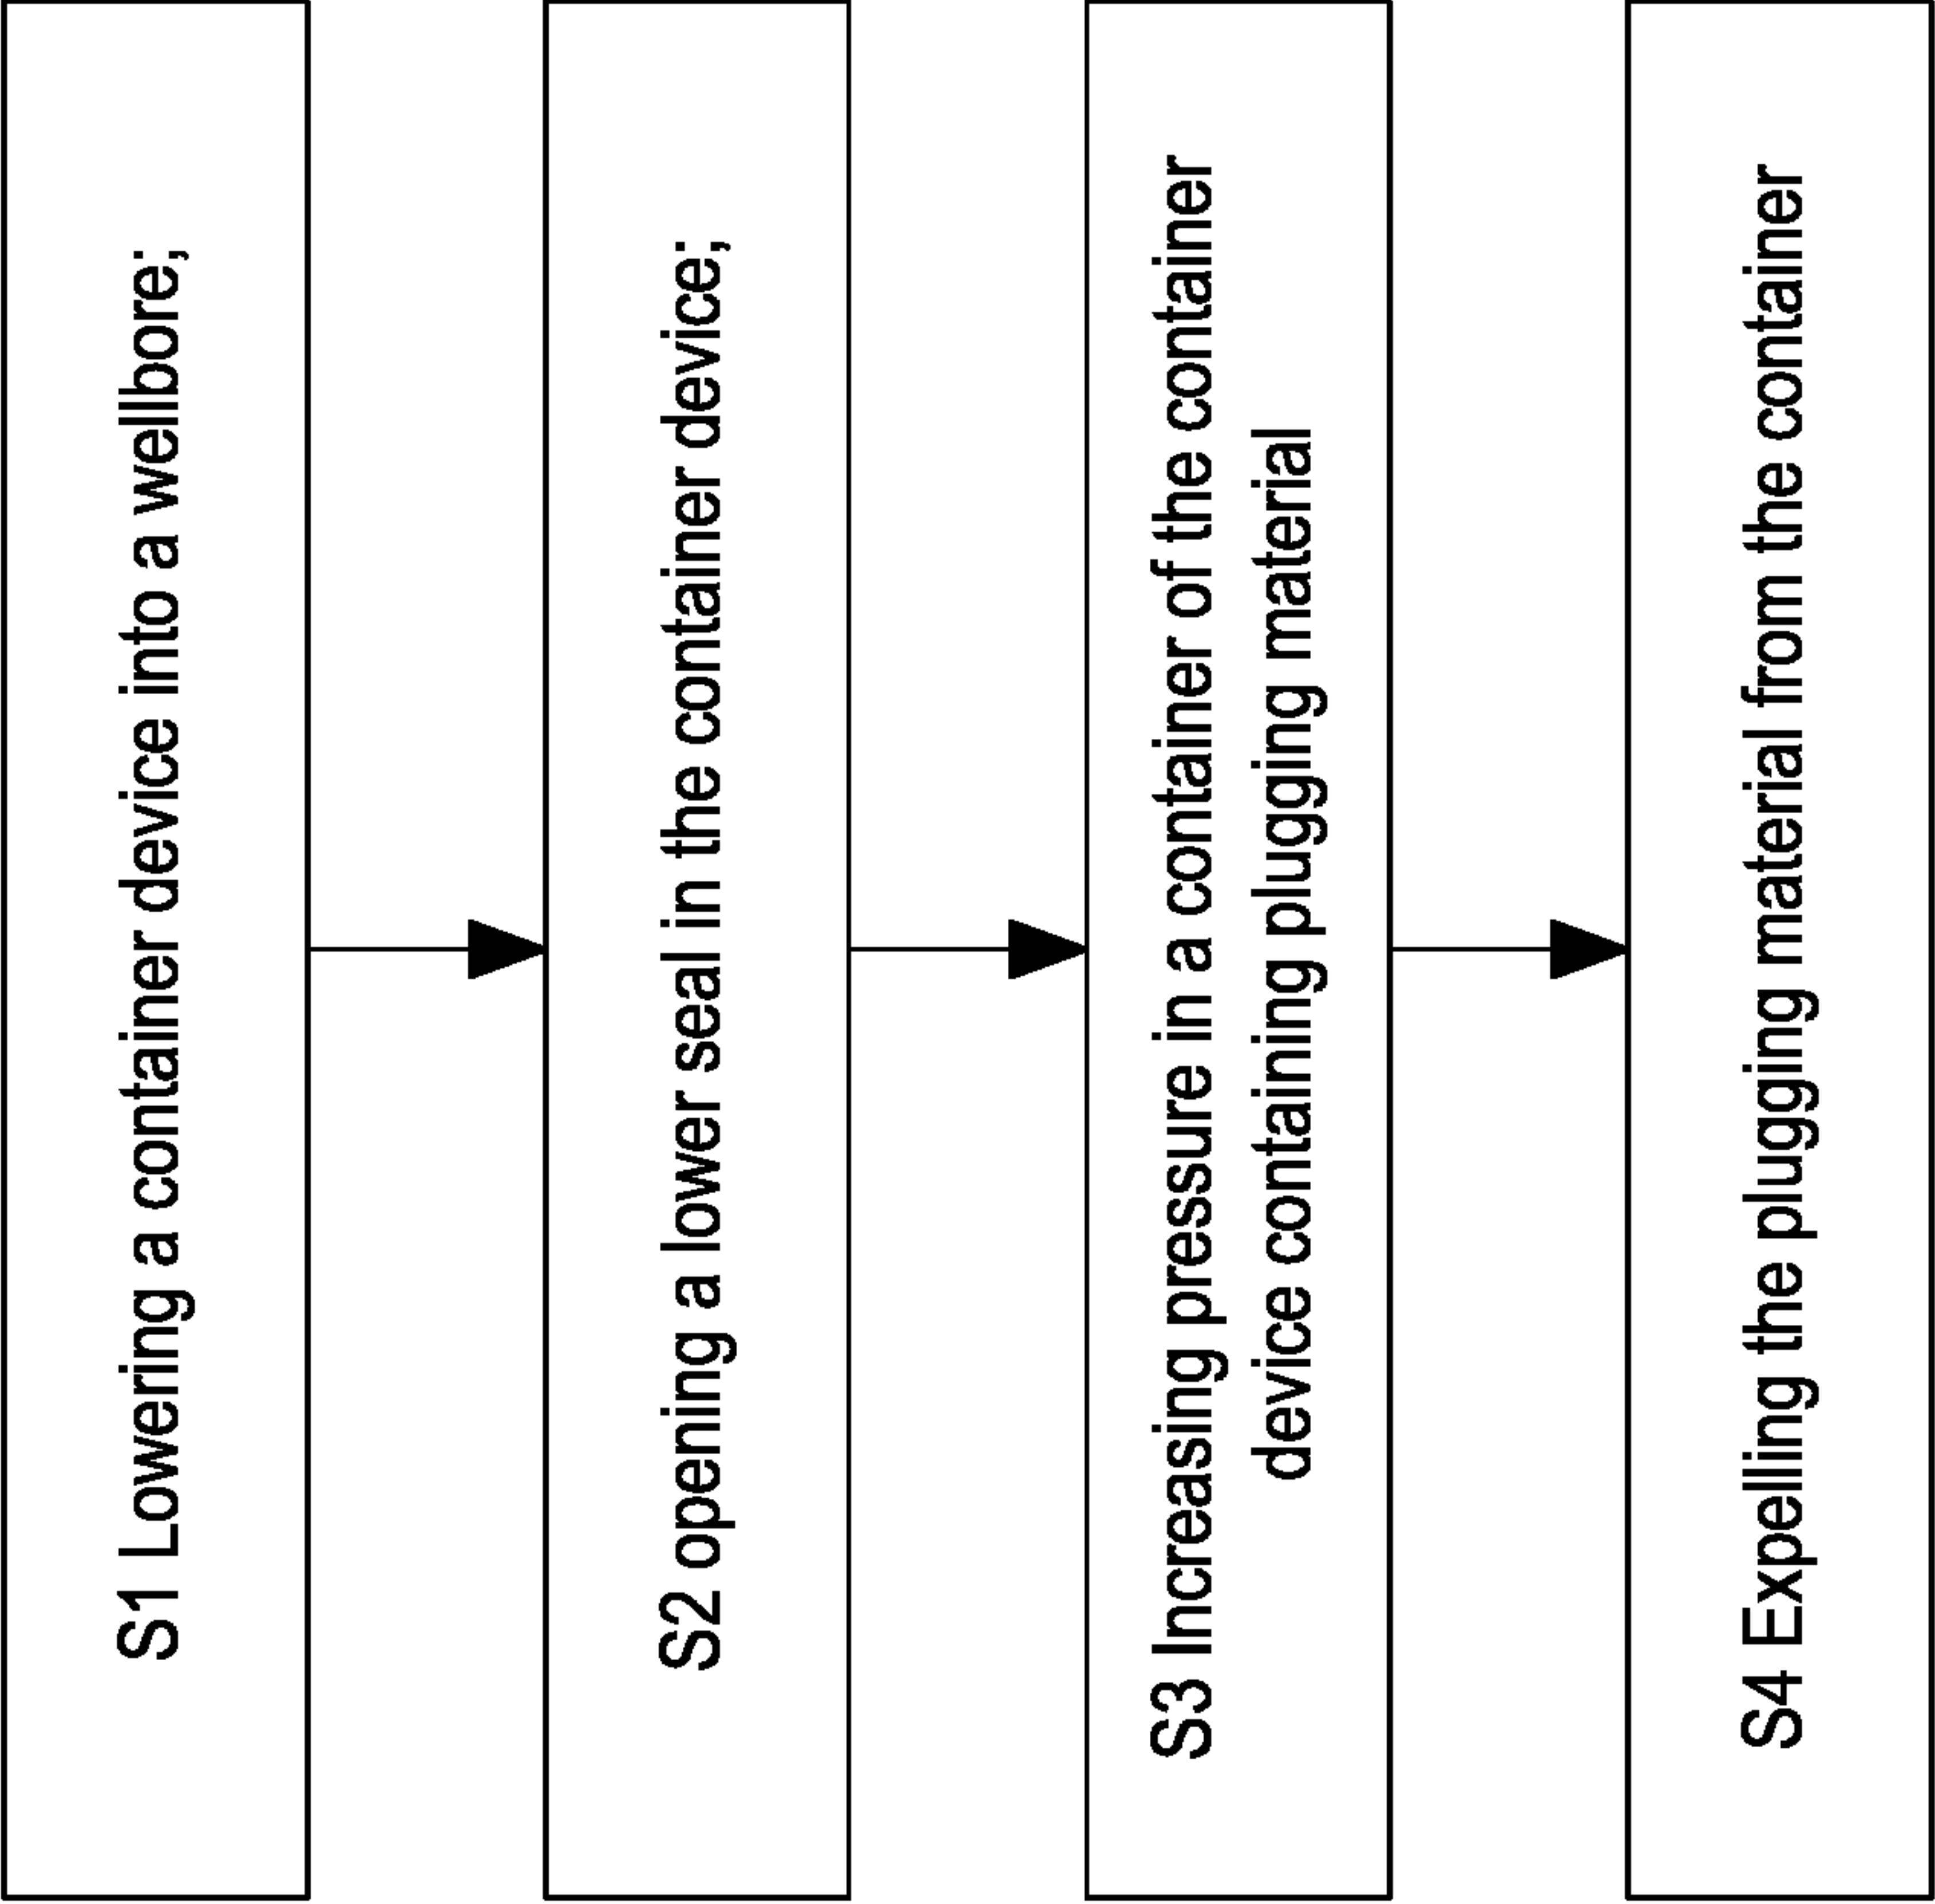 S1 Lowering a container device into a wellbore;
S2 opening a lower seal in the container device;
S3 Increasing pressure in a container of the container
device containing plugging material
S4 Expelling the plugging material from the container